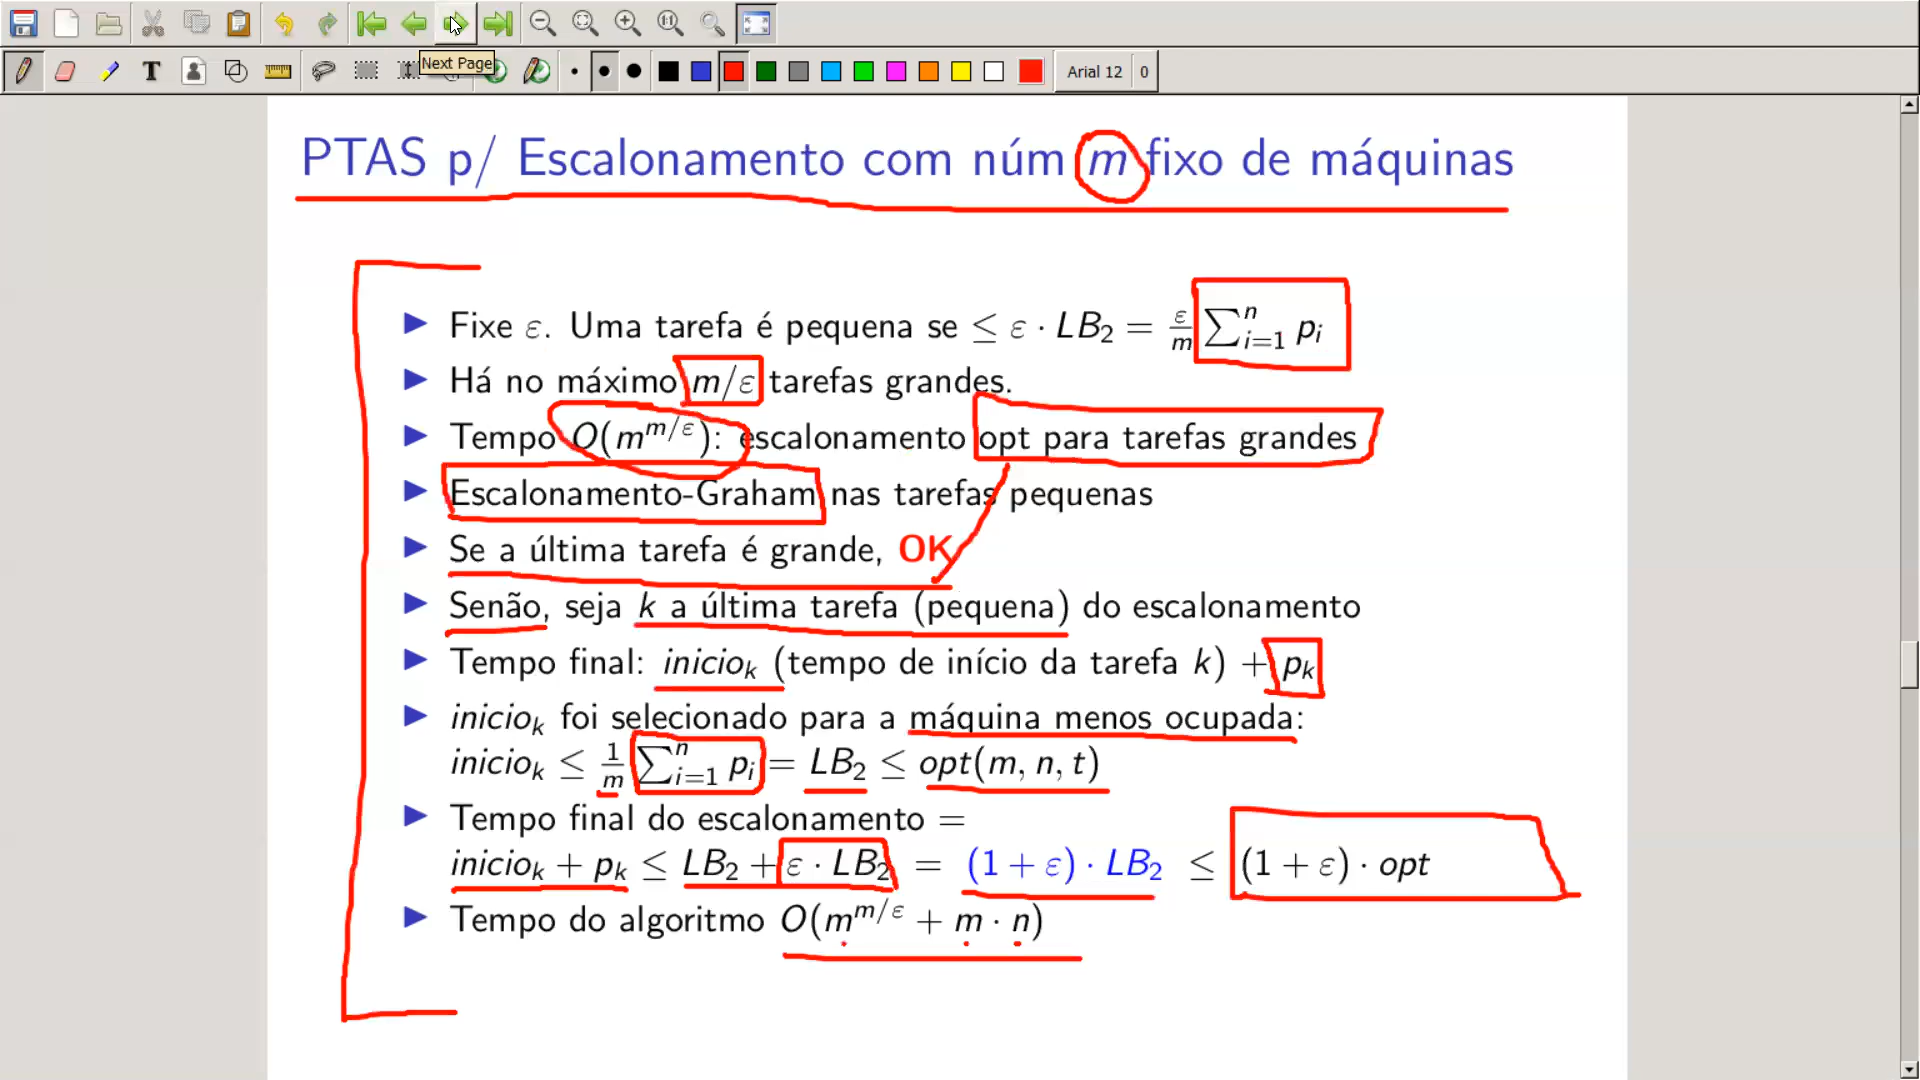 Next Page
Arial 12 0
PTAS p/ Escalonamento com núm m fixo de máquinas
▶ Fixe ε. Uma tarefa é pequena se ≤ ε · LB₂ = ε/m ∑ⁿᵢ₌₁ pᵢ
▶ Há no máximo m/ε tarefas grandes.
▶ Tempo O(m^{m/ε}): escalonamento opt para tarefas grandes
▶ Escalonamento-Graham nas tarefas pequenas
▶ Se a última tarefa é grande, OK
▶ Senão, seja k a última tarefa (pequena) do escalonamento
▶ Tempo final: inicioₖ (tempo de início da tarefa k) + pₖ
▶ inicioₖ foi selecionado para a máquina menos ocupada:
inicioₖ ≤ 1/m ∑ⁿᵢ₌₁ pᵢ = LB₂ ≤ opt(m, n, t)
▶ Tempo final do escalonamento =
inicioₖ + pₖ ≤ LB₂ + ε · LB₂ = (1 + ε) · LB₂ ≤ (1 + ε) · opt
▶ Tempo do algoritmo O(m^{m/ε} + m · n)